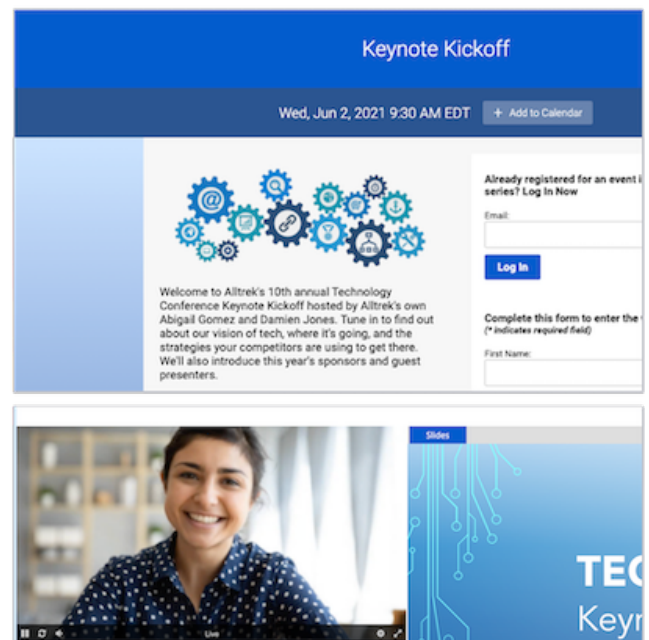 Keynote Kickoff
Wed, Jun 2, 2021 9:30 AM EDT
+ Add to Calendar
Already registered for an event i
series? Log In Now
Email:
Log In
Welcome to Alltrek's 10th annual Technology
Conference Keynote Kickoff hosted by Alltrek's own
Abigail Gomez and Damien Jones. Tune in to find out
about our vision of tech, where it's going, and the
strategies your competitors are using to get there.
We'll also introduce this year's sponsors and guest
presenters.
Complete this form to enter the
(* indicates required field)
First Name:
Slides
TEC
Keyn
Live